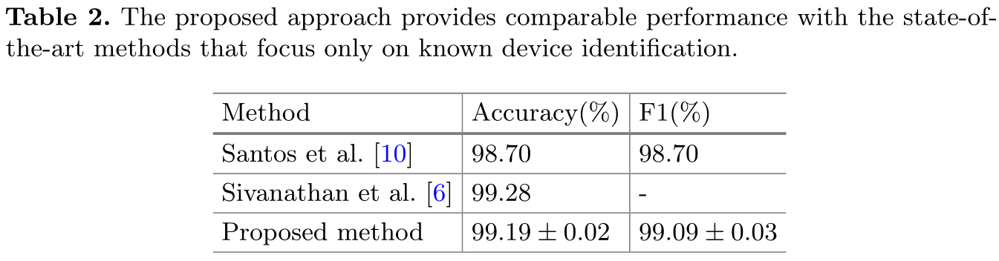 Table 2. The proposed approach provides comparable performance with the state-of-
the-art methods that focus only on known device identification.
Method Accuracy(%) F1(%)
Santos et al. [10] 98.70 98.70
Sivanathan et al. [6] 99.28 -
Proposed method 99.19 ± 0.02 99.09 ± 0.03